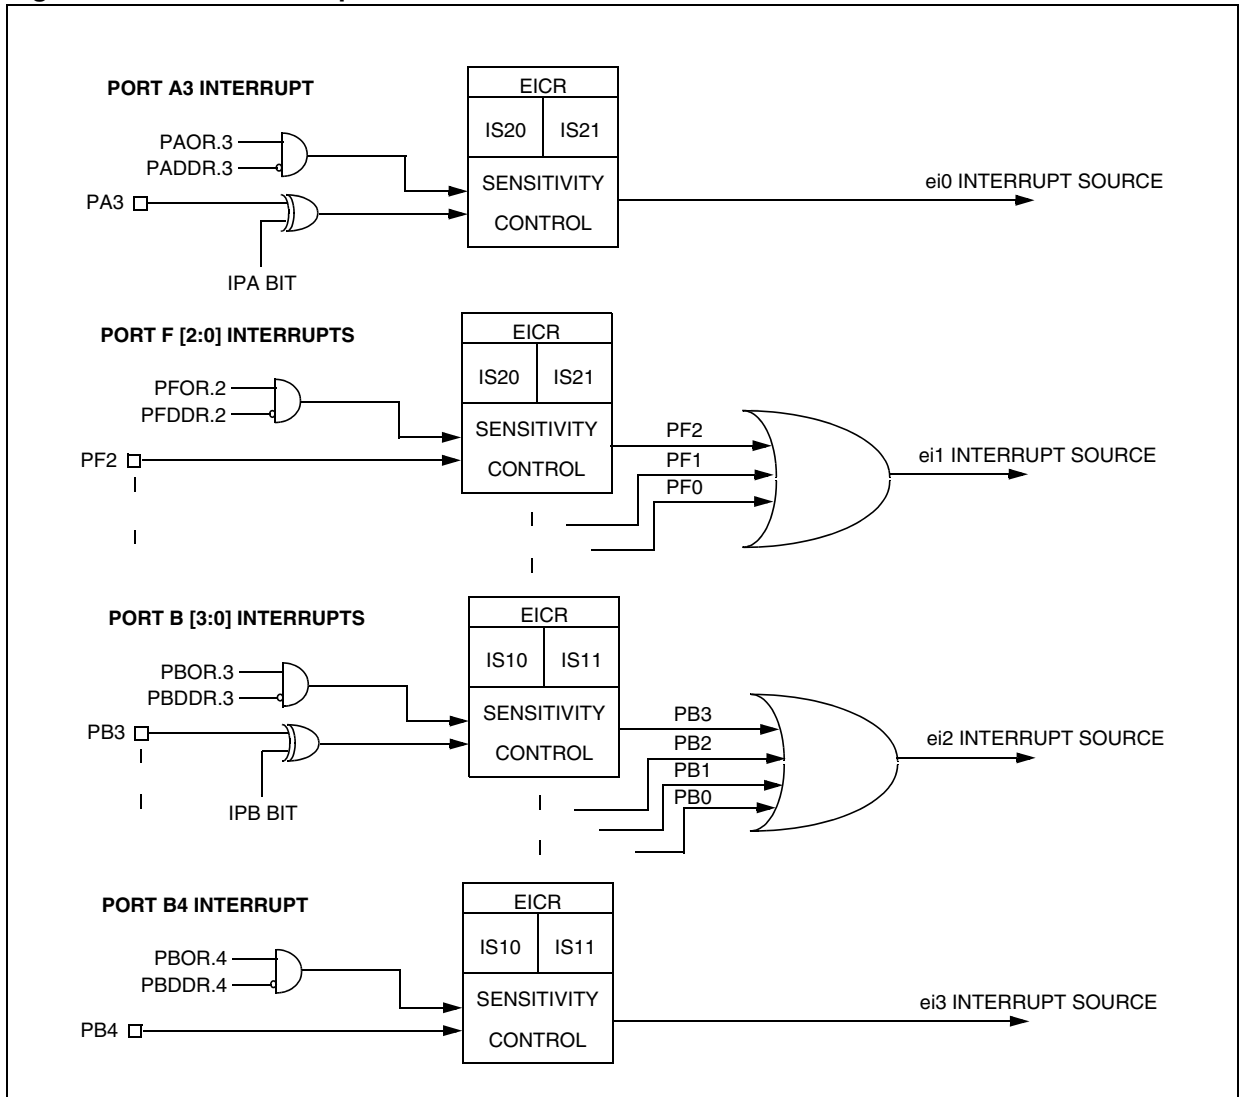 PORT A3 INTERRUPT
EICR
IS20 IS21
PAOR.3
PADDR.3
SENSITIVITY
CONTROL
PA3
IPA BIT
ei0 INTERRUPT SOURCE
PORT F [2:0] INTERRUPTS
EICR
IS20 IS21
PFOR.2
PFDDR.2
SENSITIVITY
CONTROL
PF2
PF2
PF1
PF0
ei1 INTERRUPT SOURCE
PORT B [3:0] INTERRUPTS
EICR
IS10 IS11
PBOR.3
PBDDR.3
SENSITIVITY
CONTROL
PB3
IPB BIT
PB3
PB2
PB1
PB0
ei2 INTERRUPT SOURCE
PORT B4 INTERRUPT
EICR
IS10 IS11
PBOR.4
PBDDR.4
SENSITIVITY
CONTROL
PB4
ei3 INTERRUPT SOURCE